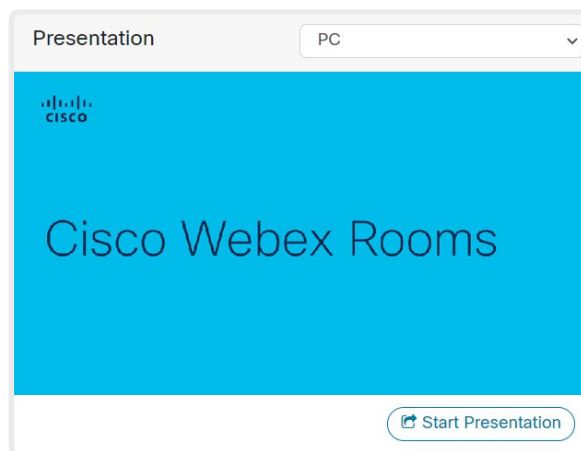 Presentation
PC
CISCO
Cisco Webex Rooms
Start Presentation